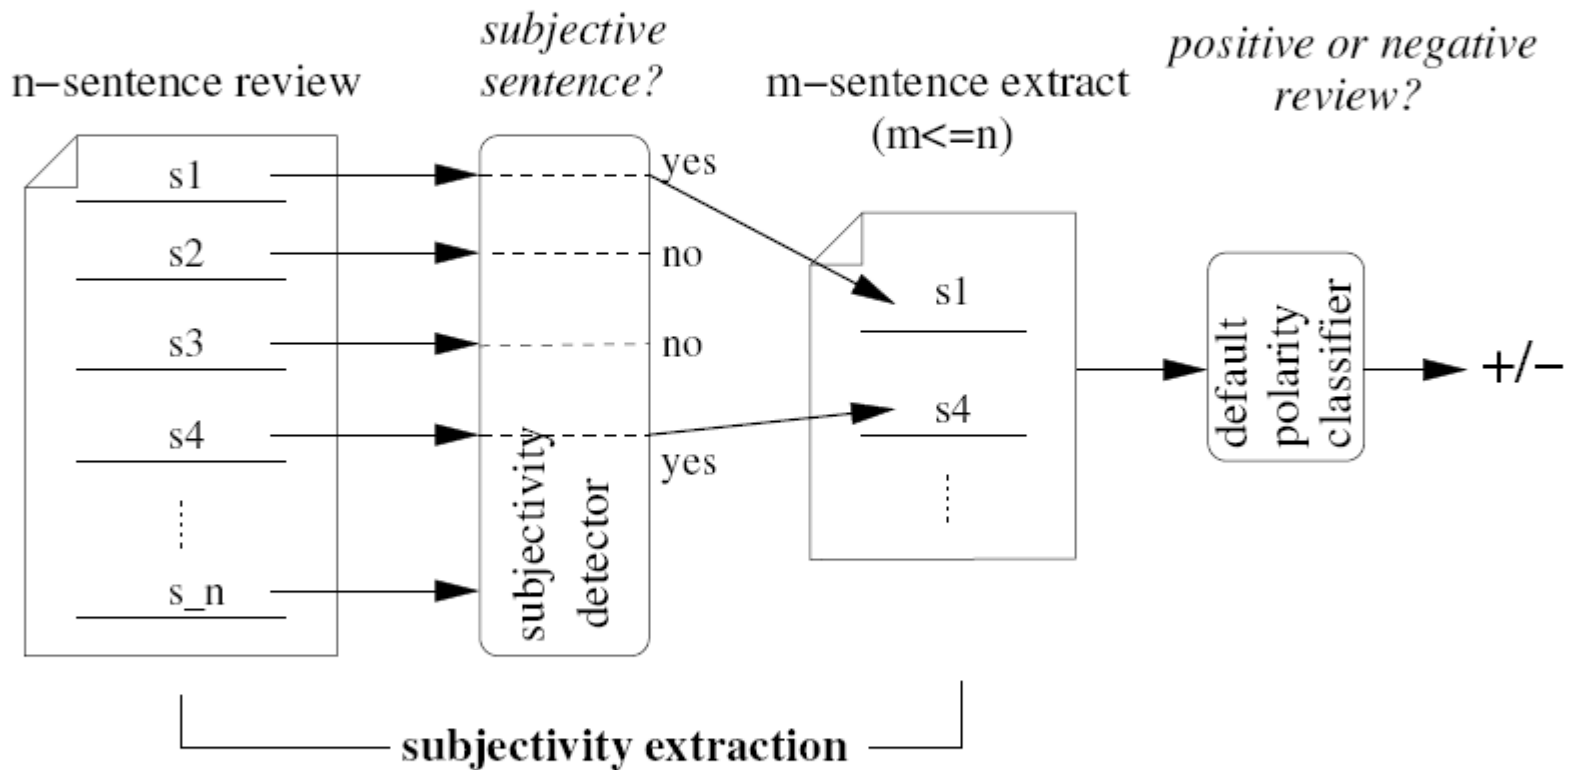 n−sentence review
s1
s2
s3
s4
s_n
subjective
sentence?
subjectivity
detector
yes
no
no
yes
m−sentence extract
(m<=n)
s1
s4
positive or negative
review?
default
polarity
classifier
+/−
subjectivity extraction